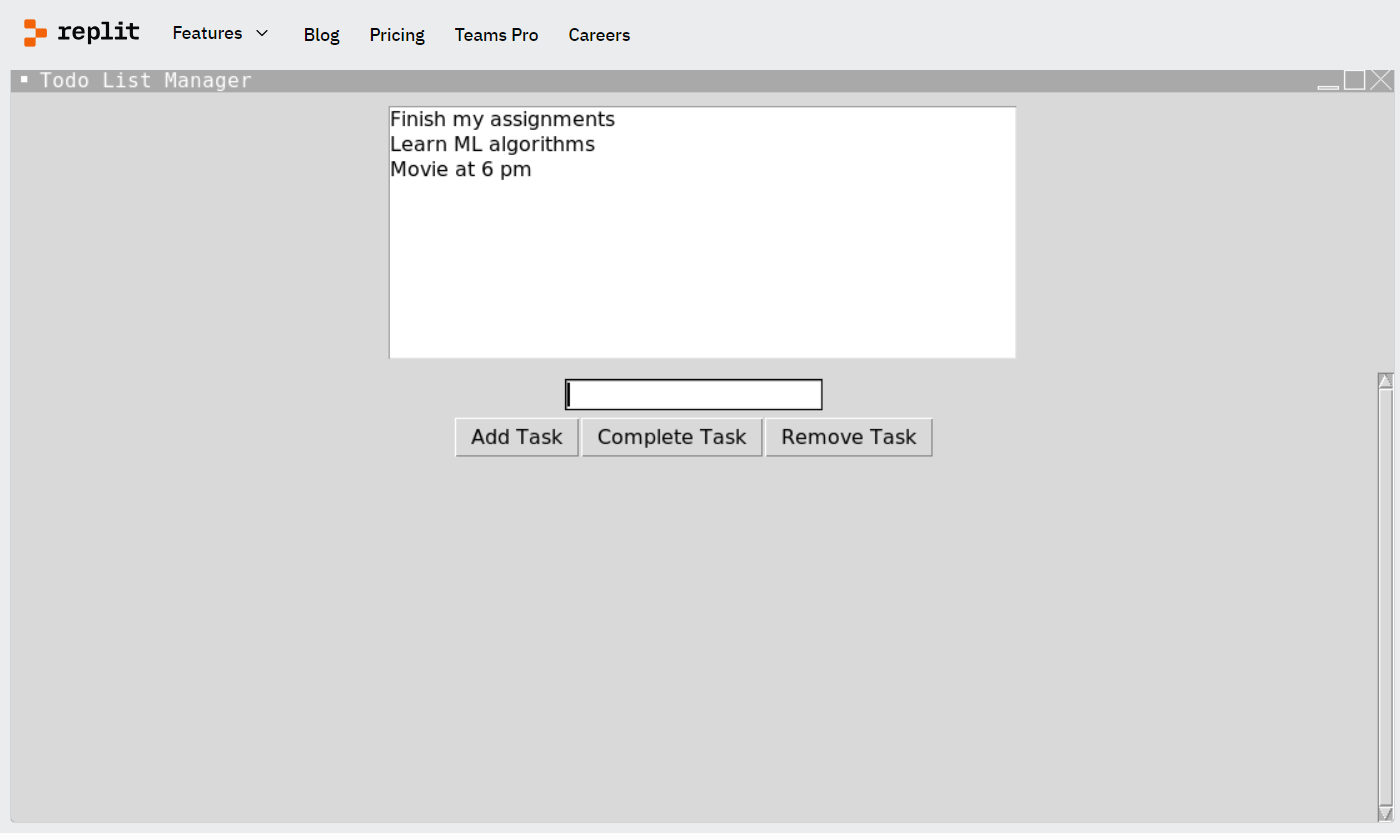 replit Features Blog Pricing Teams Pro Careers
Todo List Manager
Finish my assignments
Learn ML algorithms
Movie at 6 pm
Add Task Complete Task Remove Task